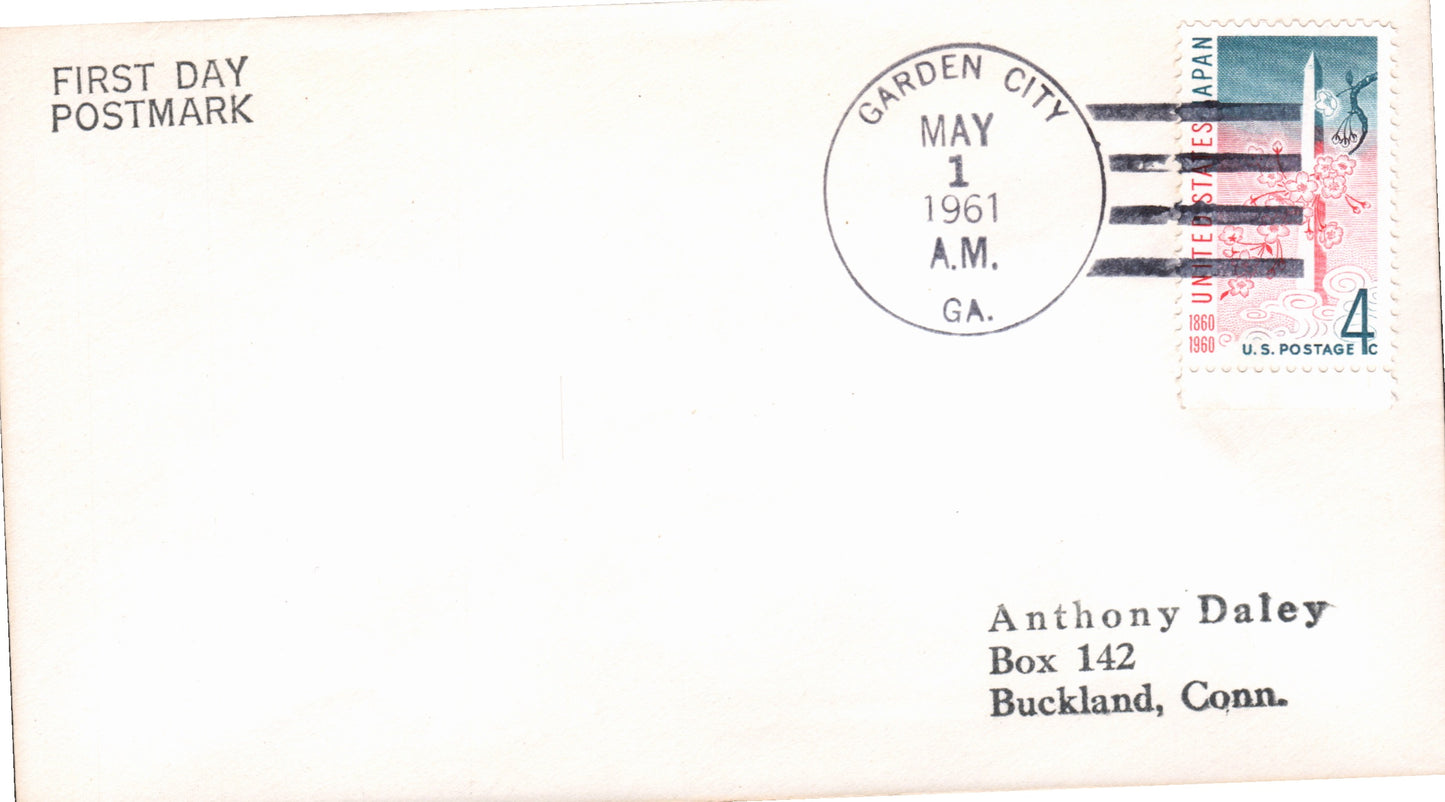 FIRST DAY
POSTMARK
GARDEN CITY
MAY
1
1961
A.M.
GA.
UNITED STATES JAPAN
1860
1960
U.S. POSTAGE 4c
Anthony Daley
Box 142
Buckland, Conn.